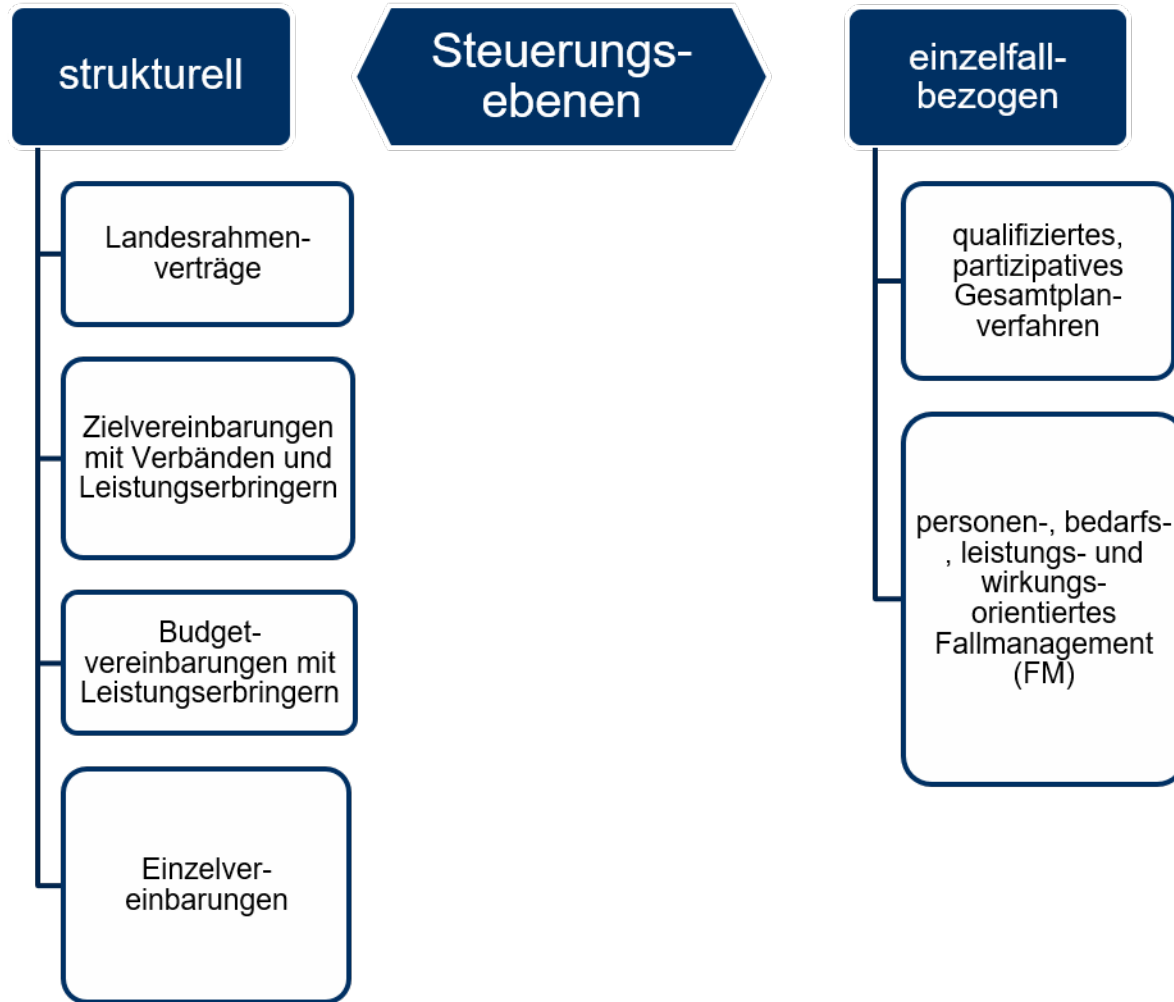 strukturell
Steuerungs-
ebenen
einzelfall-
bezogen
Landesrahmen-
verträge
Zielvereinbarungen
mit Verbänden und
Leistungserbringern
Budget-
vereinbarungen mit
Leistungserbringern
Einzelver-
einbarungen
qualifiziertes,
partizipatives
Gesamtplan-
verfahren
personen-, bedarfs-
, leistungs- und
wirkungs-
orientiertes
Fallmanagement
(FM)